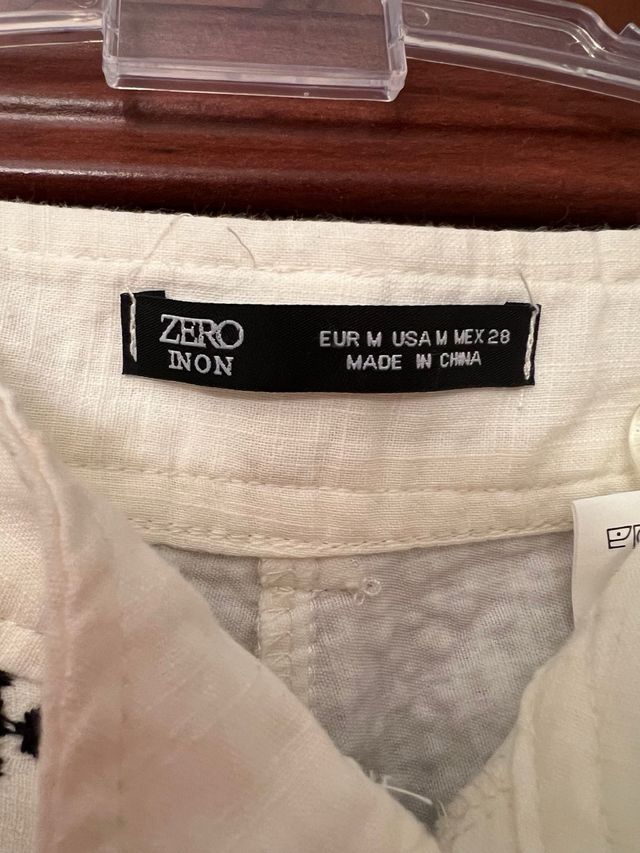 ZERO
INON
EUR M USA M MEX 28
MADE IN CHINA